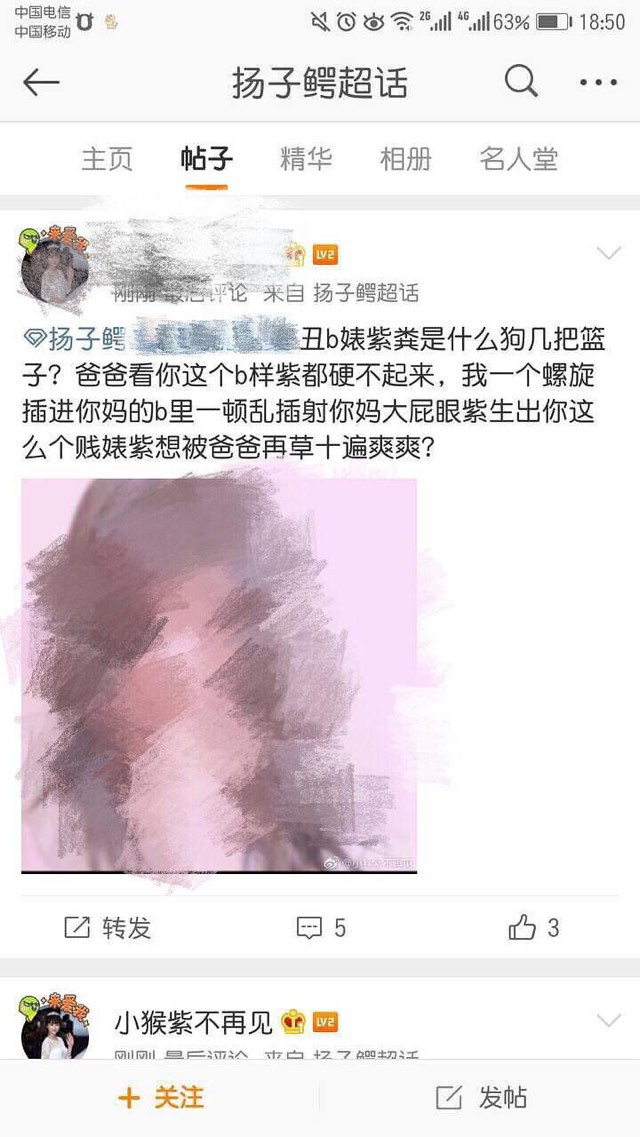 中国电信
中国移动
2G 4G 63% 18:50
扬子鳄超话
主页 帖子 精华 相册 名人堂
来爱我
LV2
刚刚 最后评论 来自 扬子鳄超话
扬子鳄 丑b婊紫粪是什么狗几把篮
子？爸爸看你这个b样紫都硬不起来，我一个螺旋
插进你妈的b里一顿乱插射你妈大屁眼紫生出你这
么个贱婊紫想被爸爸再草十遍爽爽？
转发 5 3
来爱我
小猴紫不再见 LV2
刚刚 最后评论 来自 扬子鳄超话
+ 关注 发帖